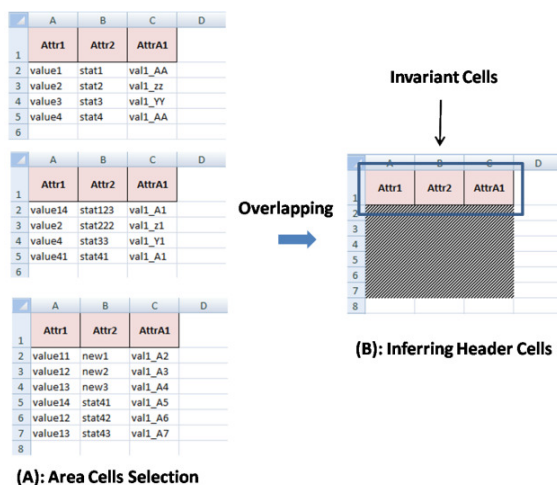 A B C D
1 Attr1 Attr2 AttrA1
2 value1 stat1 val1_AA
3 value2 stat2 val1_zz
4 value3 stat3 val1_YY
5 value4 stat4 val1_AA
6
A B C D
1 Attr1 Attr2 AttrA1
2 value14 stat123 val1_A1
3 value2 stat222 val1_z1
4 value4 stat33 val1_Y1
5 value41 stat41 val1_A1
6
A B C D
1 Attr1 Attr2 AttrA1
2 value11 new1 val1_A2
3 value12 new2 val1_A3
4 value13 new3 val1_A4
5 value14 stat41 val1_A5
6 value12 stat42 val1_A6
7 value13 stat43 val1_A7
8
(A): Area Cells Selection
Overlapping
Invariant Cells
A B C D
1 Attr1 Attr2 AttrA1
2
3
4
5
6
7
8
(B): Inferring Header Cells